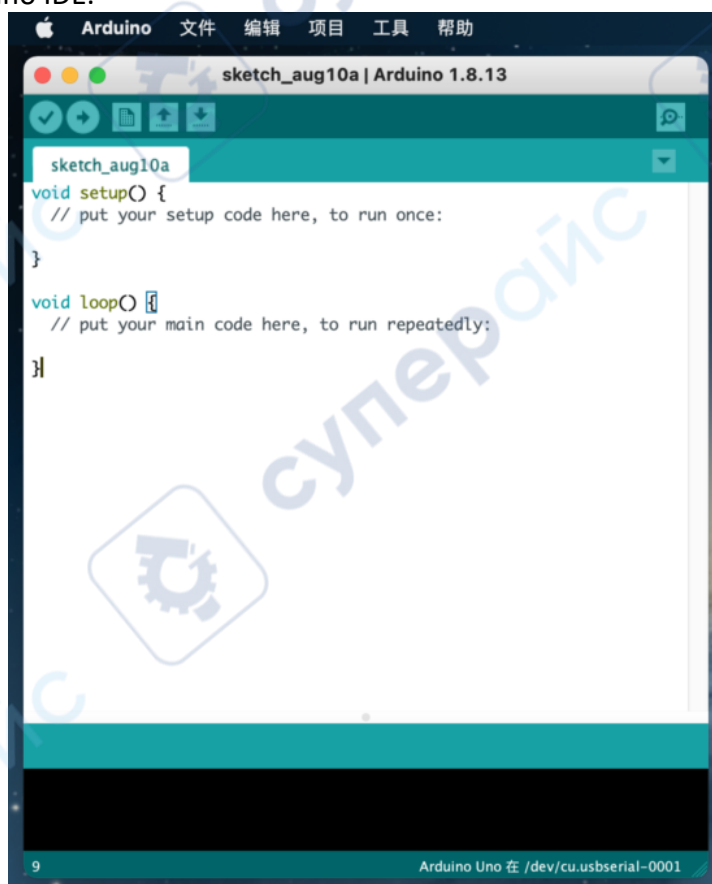 Arduino 文件 编辑 项目 工具 帮助
sketch_aug10a | Arduino 1.8.13
sketch_aug10a
void setup() {
// put your setup code here, to run once:
}
void loop() {
// put your main code here, to run repeatedly:
}
суперайс
9
Arduino Uno 在 /dev/cu.usbserial-0001